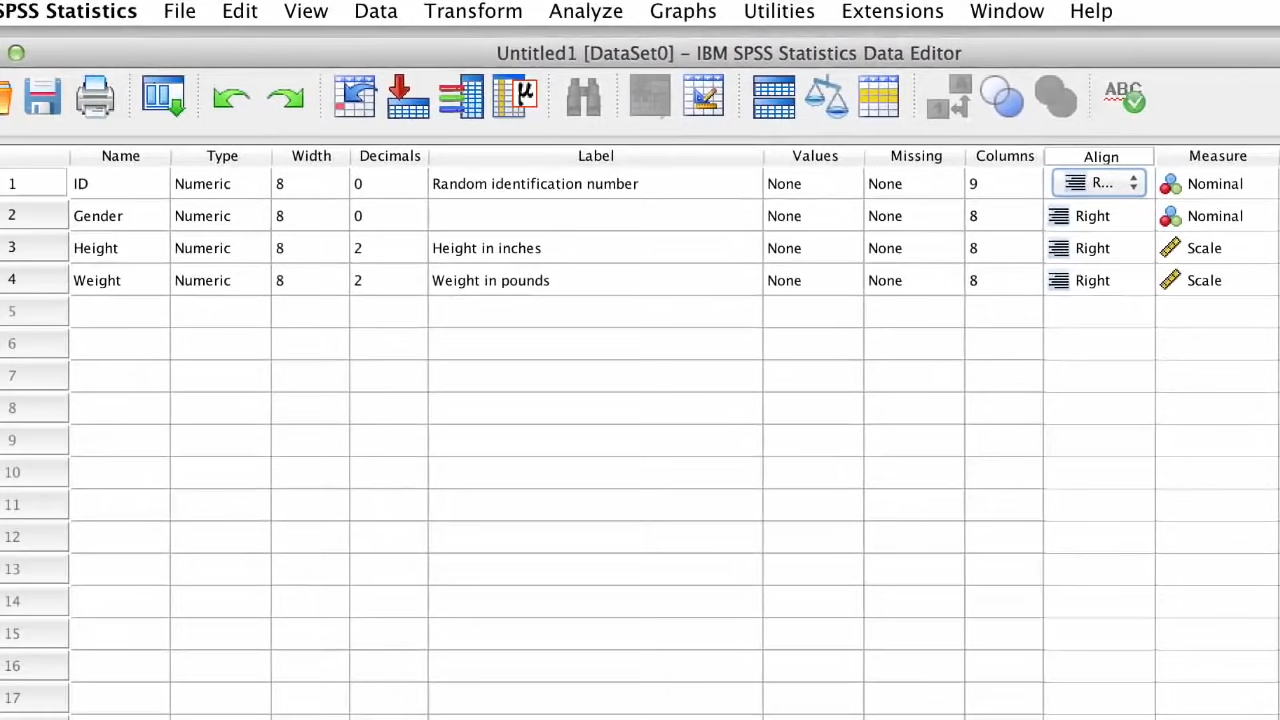 SPSS Statistics File Edit View Data Transform Analyze Graphs Utilities Extensions Window Help
Untitled1 [DataSet0] – IBM SPSS Statistics Data Editor
Name Type Width Decimals Label Values Missing Columns Align Measure
1 ID Numeric 8 0 Random identification number None None 9 R... Nominal
2 Gender Numeric 8 0 None None 8 Right Nominal
3 Height Numeric 8 2 Height in inches None None 8 Right Scale
4 Weight Numeric 8 2 Weight in pounds None None 8 Right Scale
5
6
7
8
9
10
11
12
13
14
15
16
17